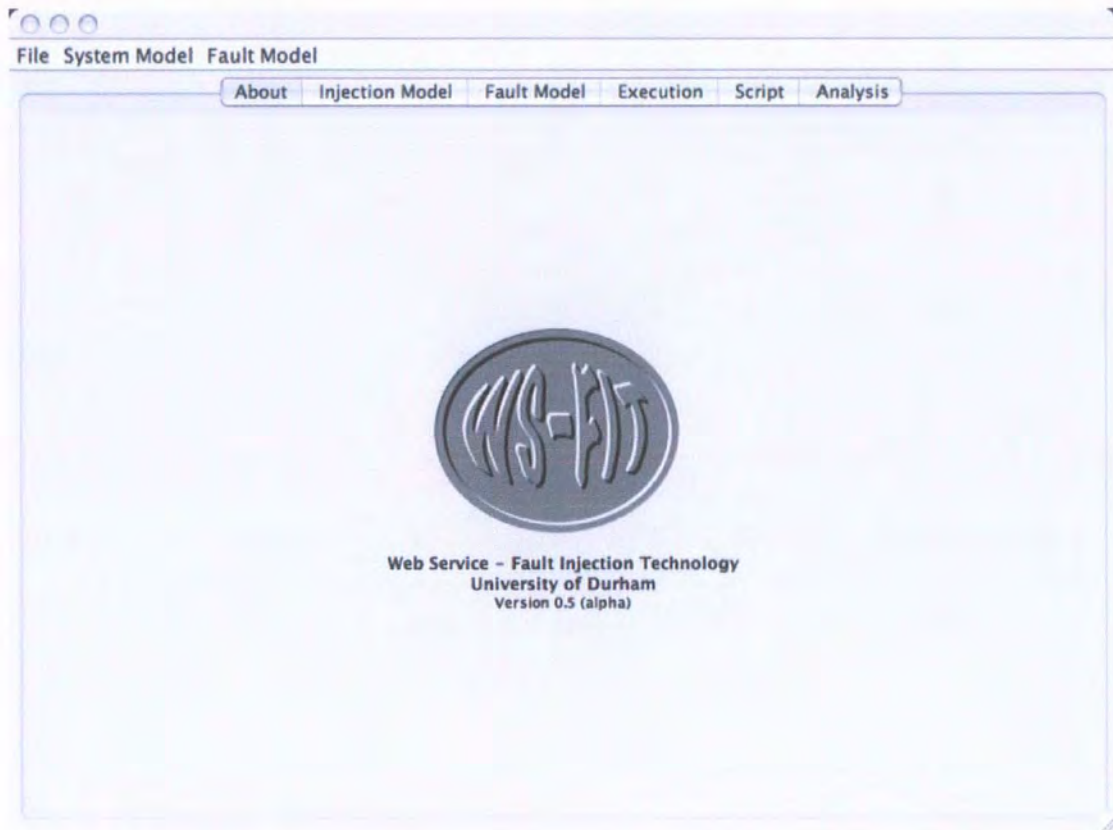 File System Model Fault Model
About Injection Model Fault Model Execution Script Analysis
WS-FIT
Web Service – Fault Injection Technology
University of Durham
Version 0.5 (alpha)